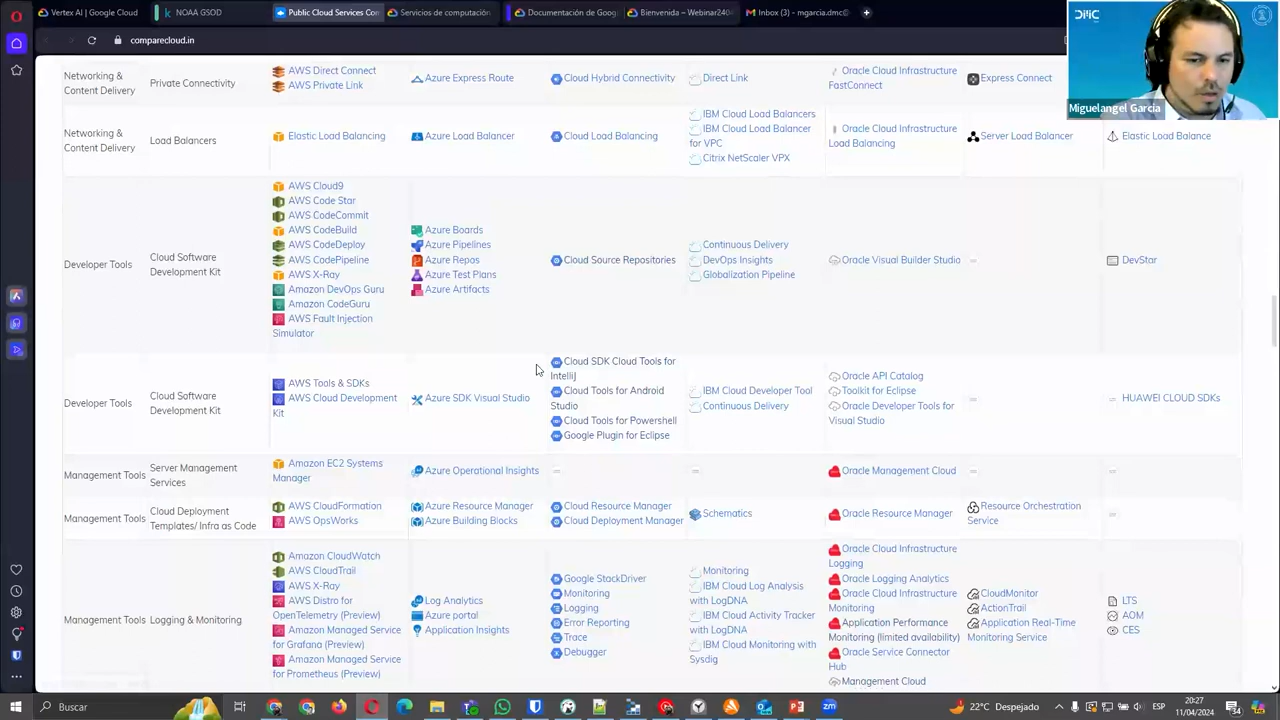 Vertex AI | Google Cloud
NOAA GSOD
Public Cloud Services Com
Servicios de computación
Documentación de Goog
Bienvenida – Webinar240
Inbox (3) - mgarcia.dmc@
comparecloud.in
DMC
Miguelangel Garcia
Networking & Content Delivery
Private Connectivity
AWS Direct Connect
AWS Private Link
Azure Express Route
Cloud Hybrid Connectivity
Direct Link
Oracle Cloud Infrastructure
FastConnect
Express Connect
Networking &
Content Delivery
Load Balancers
Elastic Load Balancing
Azure Load Balancer
Cloud Load Balancing
IBM Cloud Load Balancers
IBM Cloud Load Balancer
for VPC
Citrix NetScaler VPX
Oracle Cloud Infrastructure
Load Balancing
Server Load Balancer
Elastic Load Balance
Developer Tools
Cloud Software
Development Kit
AWS Cloud9
AWS Code Star
AWS CodeCommit
AWS CodeBuild
AWS CodeDeploy
AWS CodePipeline
AWS X-Ray
Amazon DevOps Guru
Amazon CodeGuru
AWS Fault Injection
Simulator
Azure Boards
Azure Pipelines
Azure Repos
Azure Test Plans
Azure Artifacts
Cloud Source Repositories
Continuous Delivery
DevOps Insights
Globalization Pipeline
Oracle Visual Builder Studio
DevStar
Developer Tools
Cloud Software
Development Kit
AWS Tools & SDKs
AWS Cloud Development
Kit
Azure SDK Visual Studio
Cloud SDK Cloud Tools for
IntelliJ
Cloud Tools for Android
Studio
Cloud Tools for Powershell
Google Plugin for Eclipse
IBM Cloud Developer Tool
Continuous Delivery
Oracle API Catalog
Toolkit for Eclipse
Oracle Developer Tools for
Visual Studio
HUAWEI CLOUD SDKs
Management Tools
Server Management
Services
Amazon EC2 Systems
Manager
Azure Operational Insights
Oracle Management Cloud
Management Tools
Cloud Deployment
Templates/ Infra as Code
AWS CloudFormation
AWS OpsWorks
Azure Resource Manager
Azure Building Blocks
Cloud Resource Manager
Cloud Deployment Manager
Schematics
Oracle Resource Manager
Resource Orchestration
Service
Management Tools
Logging & Monitoring
Amazon CloudWatch
AWS CloudTrail
AWS X-Ray
AWS Distro for
OpenTelemetry (Preview)
Amazon Managed Service
for Grafana (Preview)
Amazon Managed Service
for Prometheus (Preview)
Log Analytics
Azure portal
Application Insights
Google StackDriver
Monitoring
Logging
Error Reporting
Trace
Debugger
Monitoring
IBM Cloud Log Analysis
with LogDNA
IBM Cloud Activity Tracker
with LogDNA
IBM Cloud Monitoring with
Sysdig
Oracle Cloud Infrastructure
Logging
Oracle Logging Analytics
Oracle Cloud Infrastructure
Monitoring
Application Performance
Monitoring (limited availability)
Oracle Service Connector
Hub
Management Cloud
CloudMonitor
ActionTrail
Application Real-Time
Monitoring Service
LTS
AOM
CES
Buscar
22°C Despejado
ESP
20:27
11/04/2024